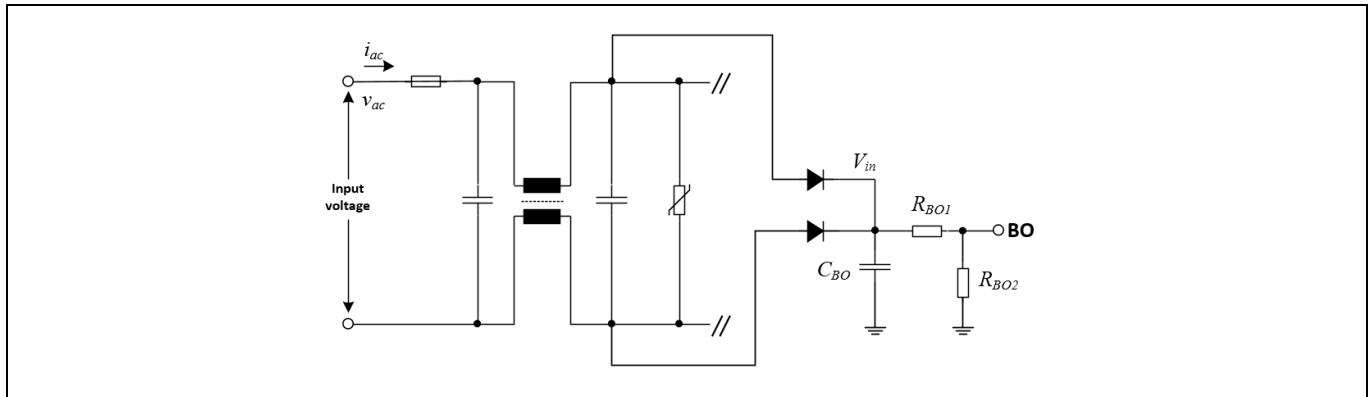 i_ac
v_ac
Input
voltage
V_in
R_BO1
BO
C_BO
R_BO2